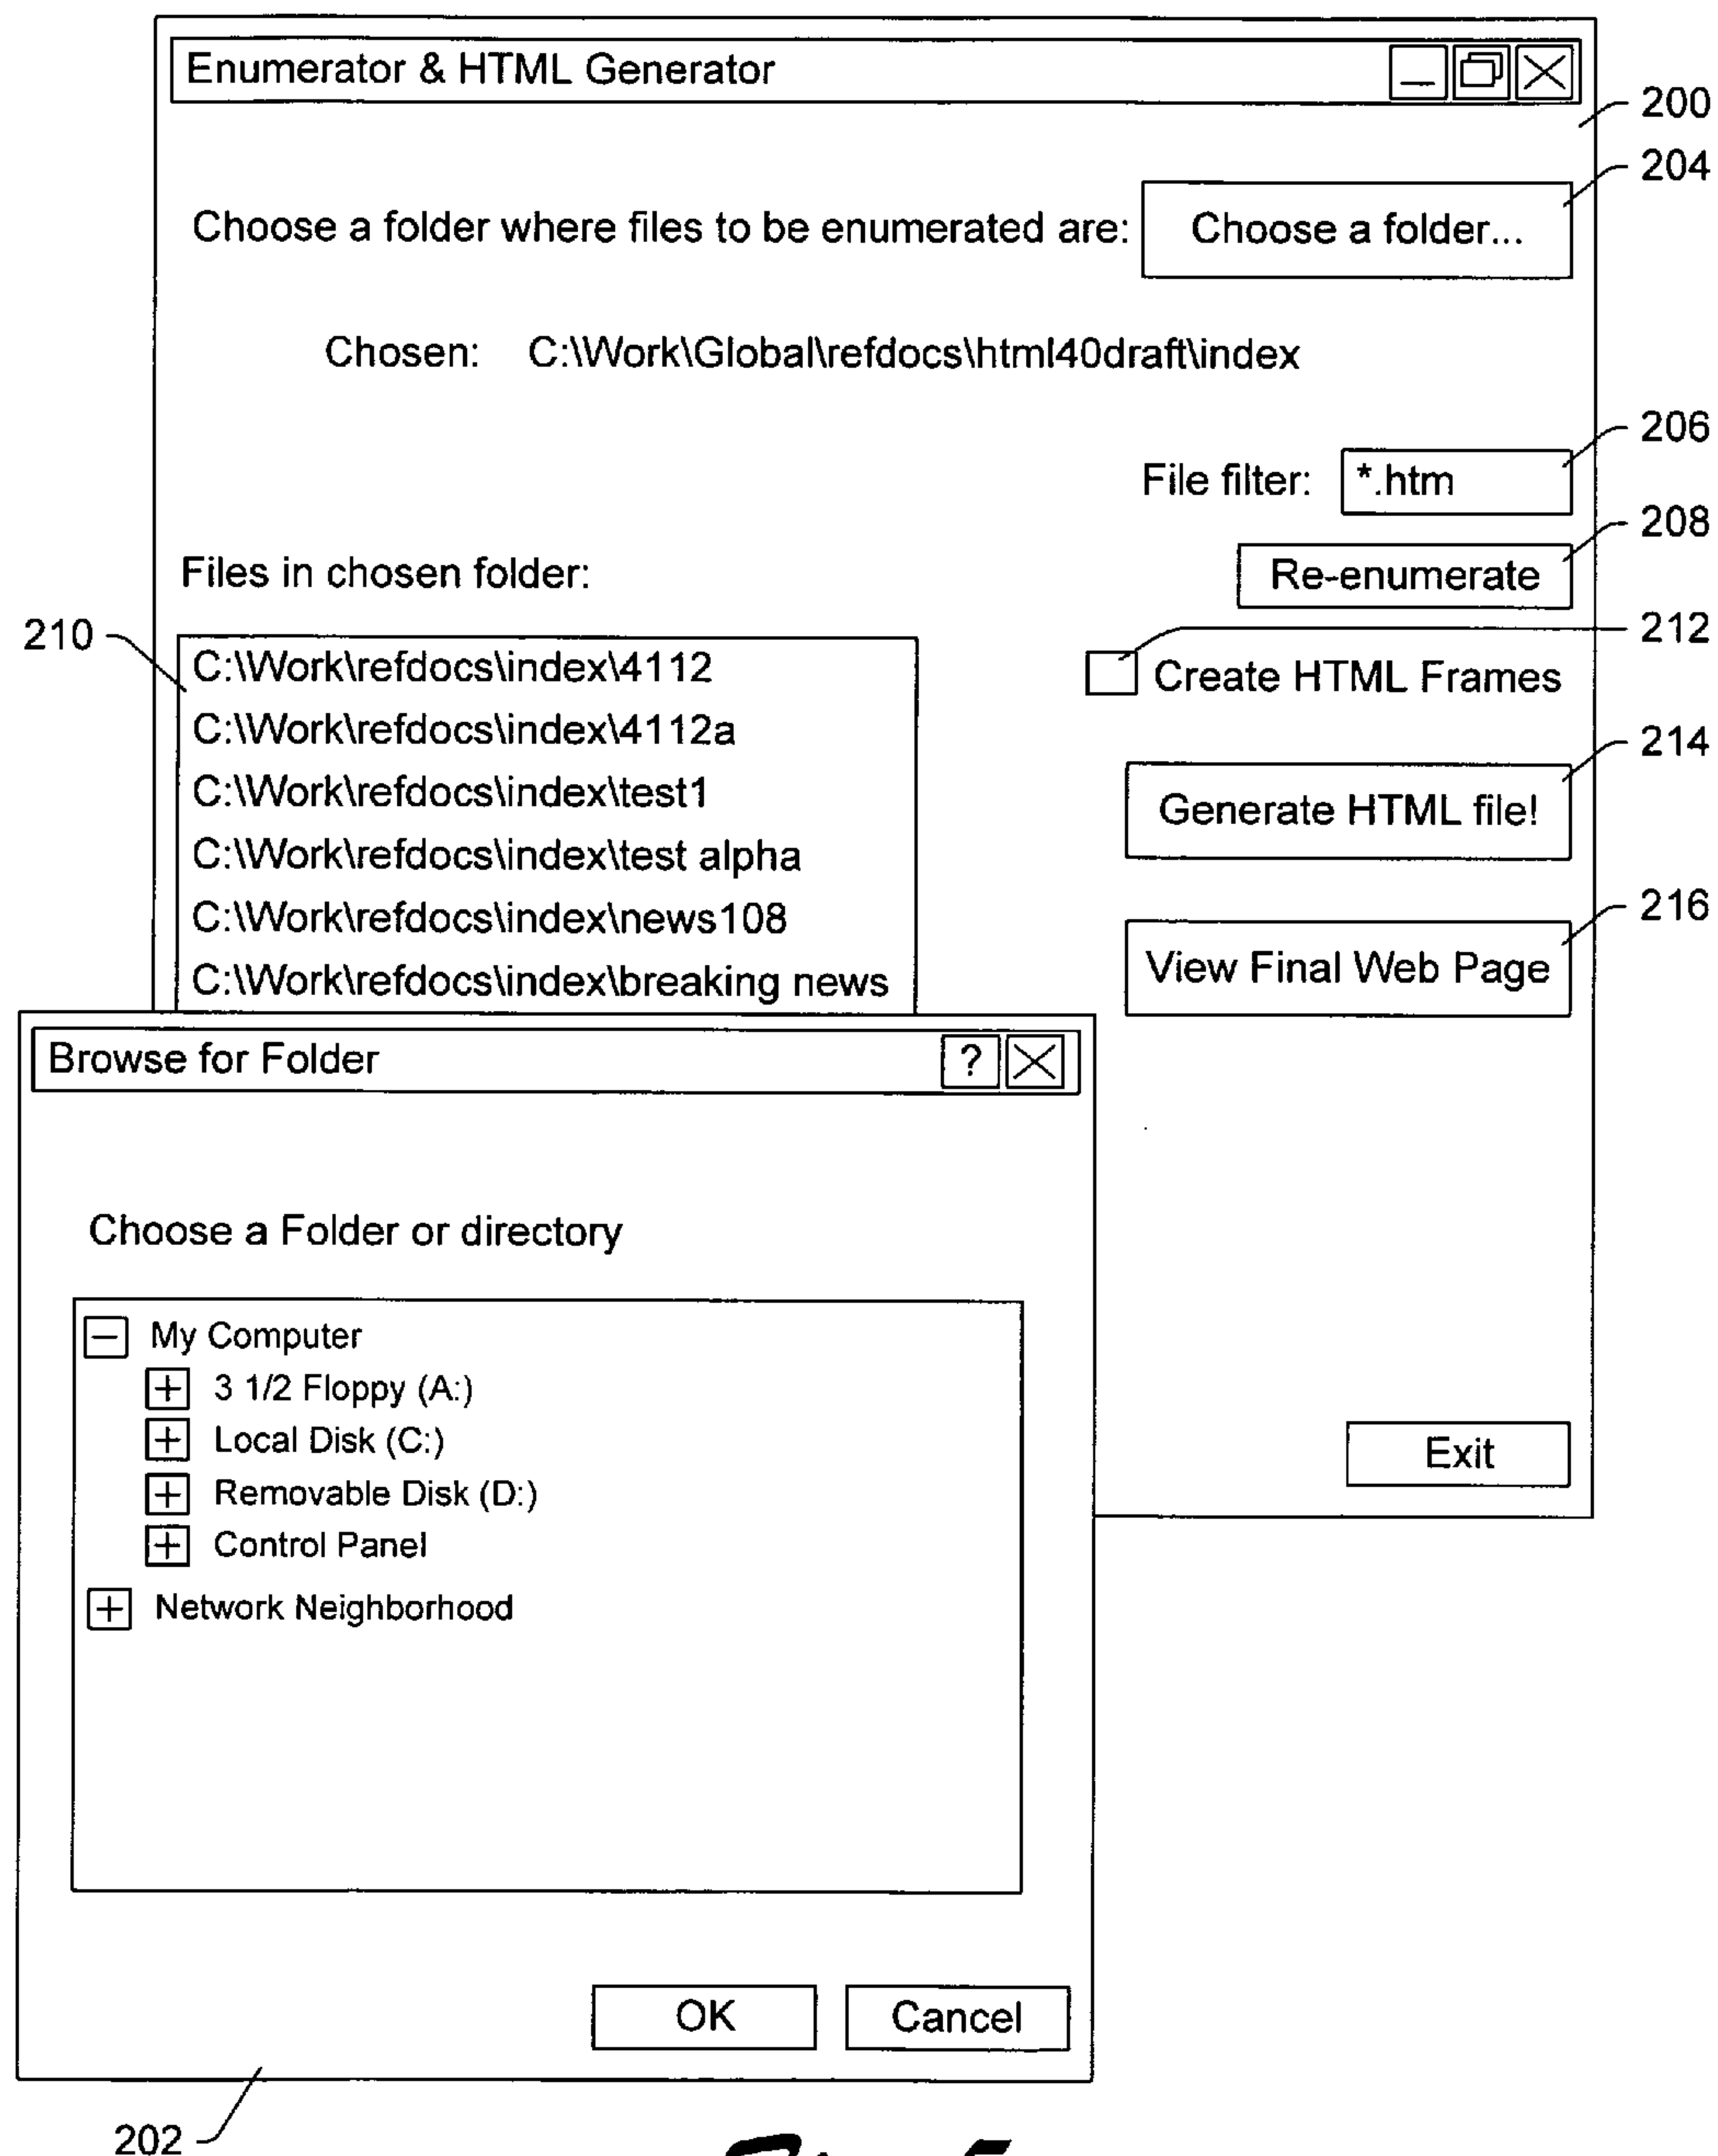 Enumerator & HTML Generator
200
204
Choose a folder where files to be enumerated are:
Choose a folder...
Chosen: C:\Work\Global\refdocs\html40draft\index
206
File filter: *.htm
208
Files in chosen folder:
Re-enumerate
210
212
C:\Work\refdocs\index\4112
Create HTML Frames
C:\Work\refdocs\index\4112a
214
C:\Work\refdocs\index\test1
Generate HTML file!
C:\Work\refdocs\index\test alpha
216
C:\Work\refdocs\index\news108
View Final Web Page
C:\Work\refdocs\index\breaking news
Browse for Folder
?
Choose a Folder or directory
My Computer
3 1/2 Floppy (A:)
Local Disk (C:)
Removable Disk (D:)
Control Panel
Network Neighborhood
Exit
OK
Cancel
202